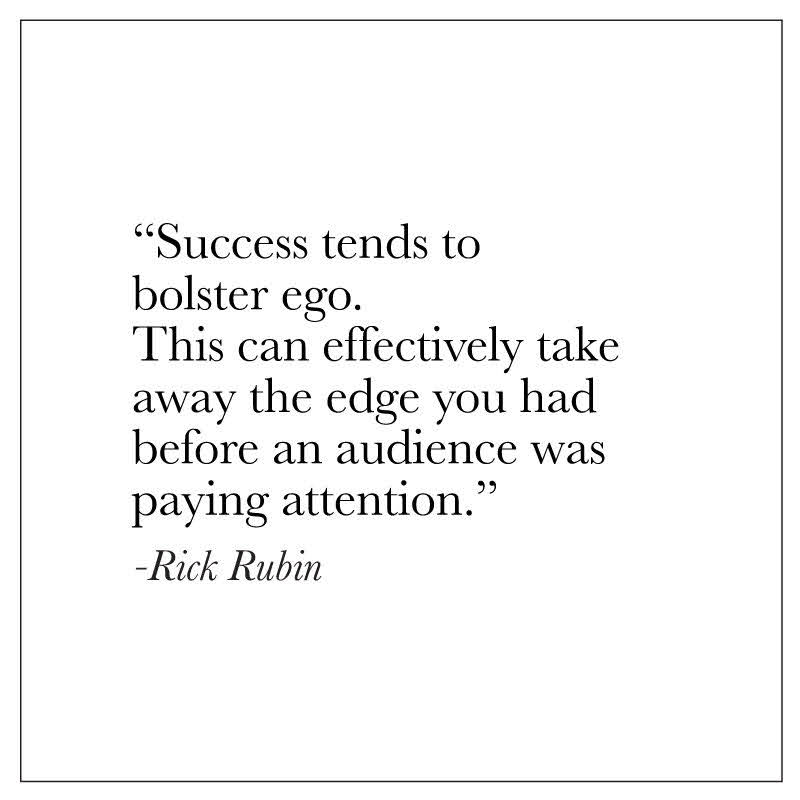 “Success tends to
bolster ego.
This can effectively take
away the edge you had
before an audience was
paying attention.”
-Rick Rubin